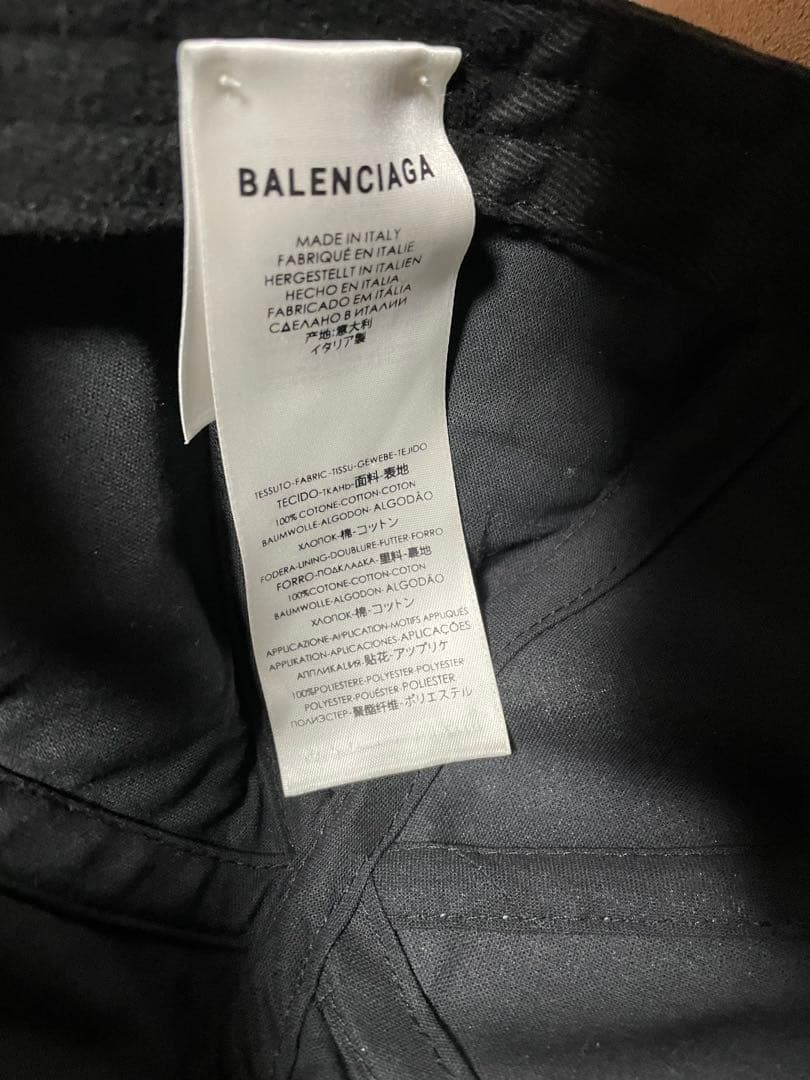 BALENCIAGA
MADE IN ITALY
FABRIQUÉ EN ITALIE
HERGESTELLT IN ITALIEN
HECHO EN ITALIA
FABRICADO EM ITÁLIA
СДЕЛАНО В ИТАЛИИ
产地:意大利
イタリア製
TESSUTO-FABRIC-TISSU-GEWEBE-TEJIDO
TECIDO-ТКАНЬ-面料-表地
100% COTONE-COTTON-COTON
BAUMWOLLE-ALGODON-ALGODÃO
ХЛОПОК-棉-コットン
FODERA-LINING-DOUBLURE-FUTTER-FORRO
FORRO-ПОДКЛАДКА-里料-裏地
100%COTONE-COTTON-COTON
BAUMWOLLE-ALGODON-ALGODÃO
ХЛОПОК-棉-コットン
APPLICAZIONE-APPLICATION-MOTIFS APPLIQUÉS
APPLIKATION-APLICACIONES-APLICAÇÕES
АППЛИКАЦИЯ-贴花-アップリケ
100%POLIESTERE-POLYESTER-POLYESTER
POLYESTER-POLIÉSTER-POLIESTER
ПОЛИЭСТЕР-聚酯纤维-ポリエステル